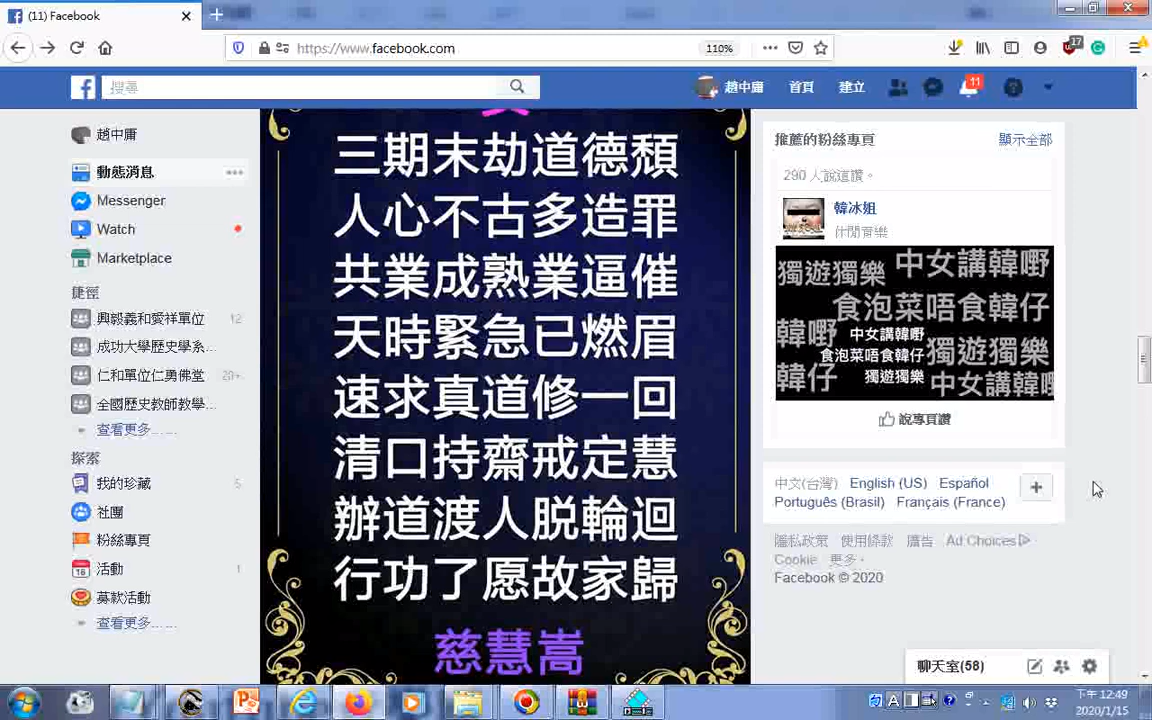 (11) Facebook
https://www.facebook.com
110%
17
搜尋
趙中庸
首頁
建立
11
趙中庸
動態消息
Messenger
Watch
Marketplace
捷徑
興毅義和愛祥單位 12
成功大學歷史學系...
仁和單位仁勇佛堂 20+
全國歷史教師教學...
查看更多......
探索
我的珍藏 5
社團
粉絲專頁
活動 1
募款活動
查看更多......
三期末劫道德頹
人心不古多造罪
共業成熟業逼催
天時緊急已燃眉
速求真道修一回
清口持齋戒定慧
辦道渡人脱輪迴
行功了愿故家歸
慈慧嵩
推薦的粉絲專頁
顯示全部
290 人說這讚。
韓冰姐
休閒育樂
獨遊獨樂 中女講韓嘢
食泡菜唔食韓仔
韓嘢 中女講韓嘢
食泡菜唔食韓仔 獨遊獨樂
韓仔 獨遊獨樂 中女講韓嘢
說專頁讚
中文(台灣) English (US) Español
Português (Brasil) Français (France)
隱私政策 使用條款 廣告 Ad Choices
Cookie 更多
Facebook © 2020
聊天室(58)
下午 12:49
2020/1/15